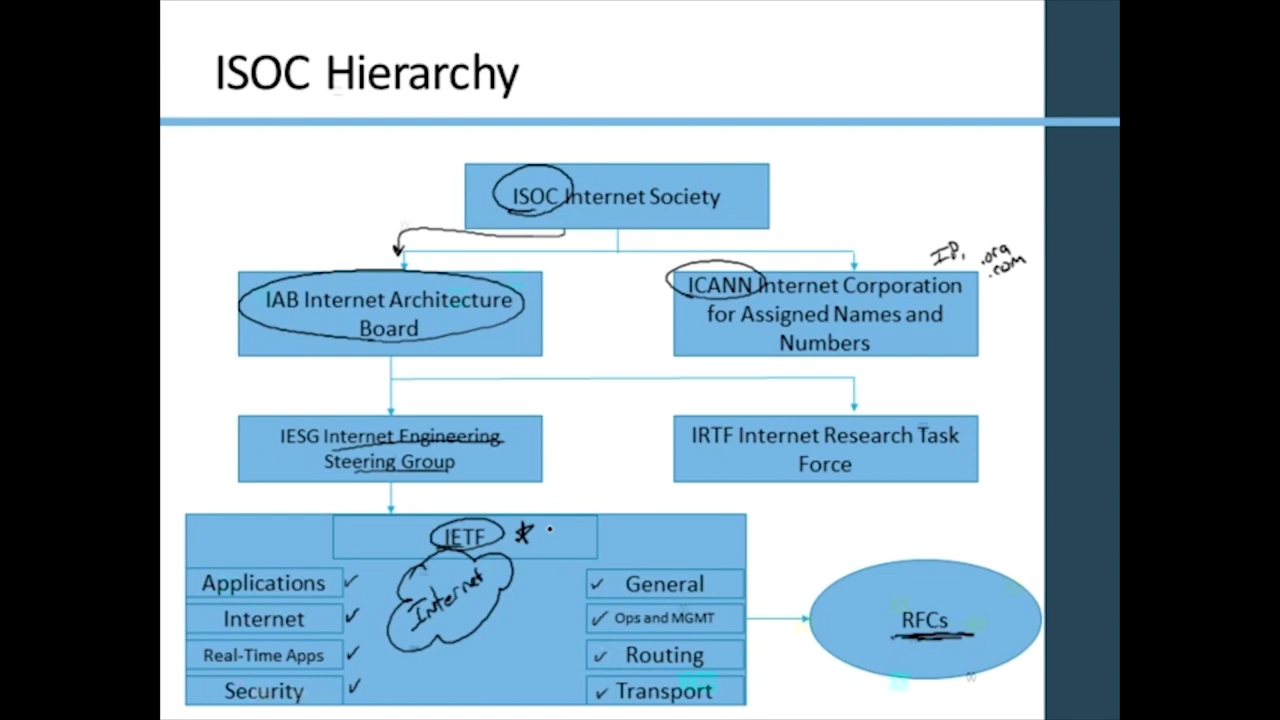 ISOC Hierarchy
ISOC Internet Society
IP, .org
.com
IAB Internet Architecture
Board
ICANN Internet Corporation
for Assigned Names and
Numbers
IESG Internet Engineering
Steering Group
IRTF Internet Research Task
Force
IETF
Applications
Internet
Real-Time Apps
Security
Internet
General
Ops and MGMT
Routing
Transport
RFCs